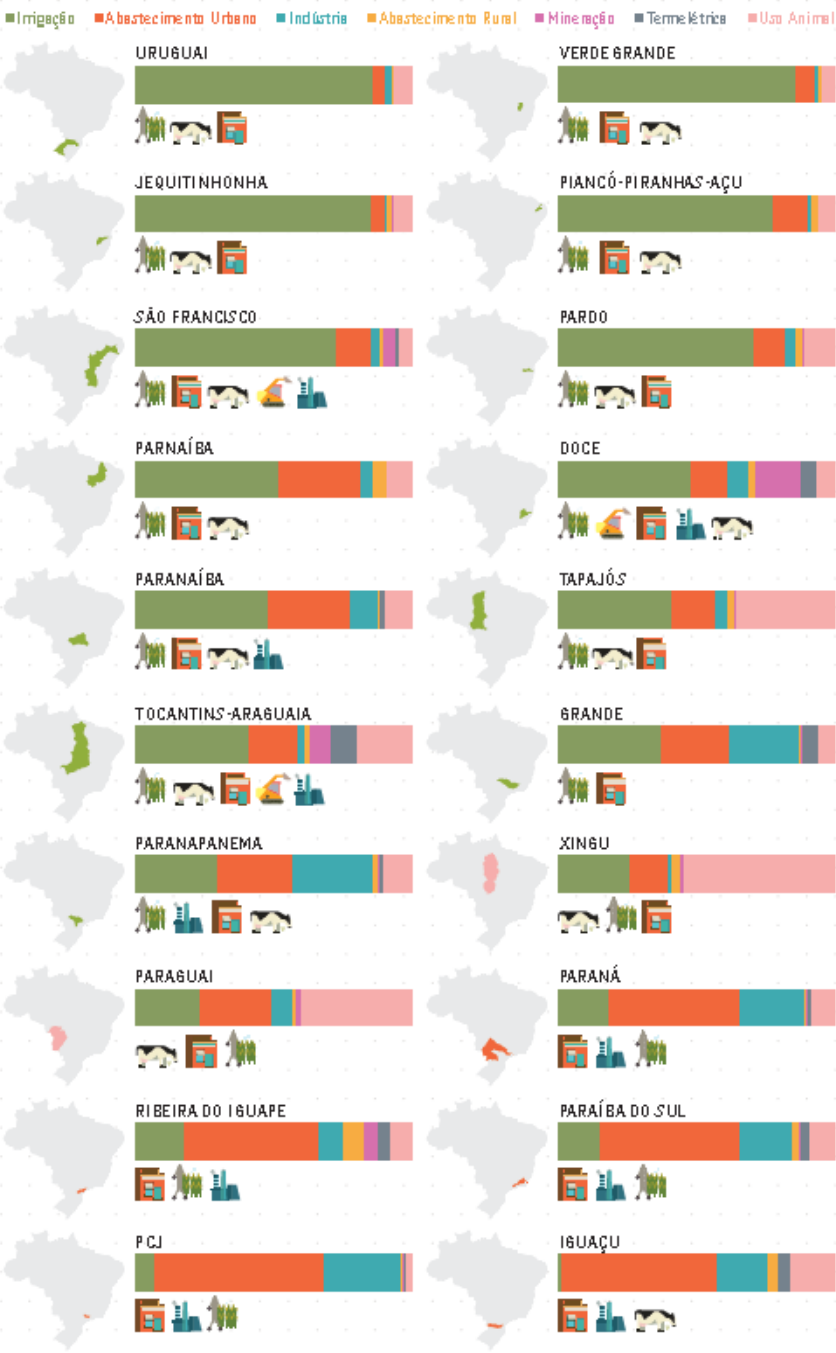 Irrigação Abastecimento Urbano Indústria Abastecimento Rural Mineração Termelétrica Uso Animal
URUGUAI VERDE GRANDE
JEQUITINHONHA PIANCÓ-PIRANHAS-AÇU
SÃO FRANCISCO PARDO
PARNAÍBA DOCE
PARANAÍBA TAPAJÓS
TOCANTINS-ARAGUAIA GRANDE
PARANAPANEMA XINGU
PARAGUAI PARANÁ
RIBEIRA DO IGUAPE PARAÍBA DO SUL
PCJ IGUAÇU